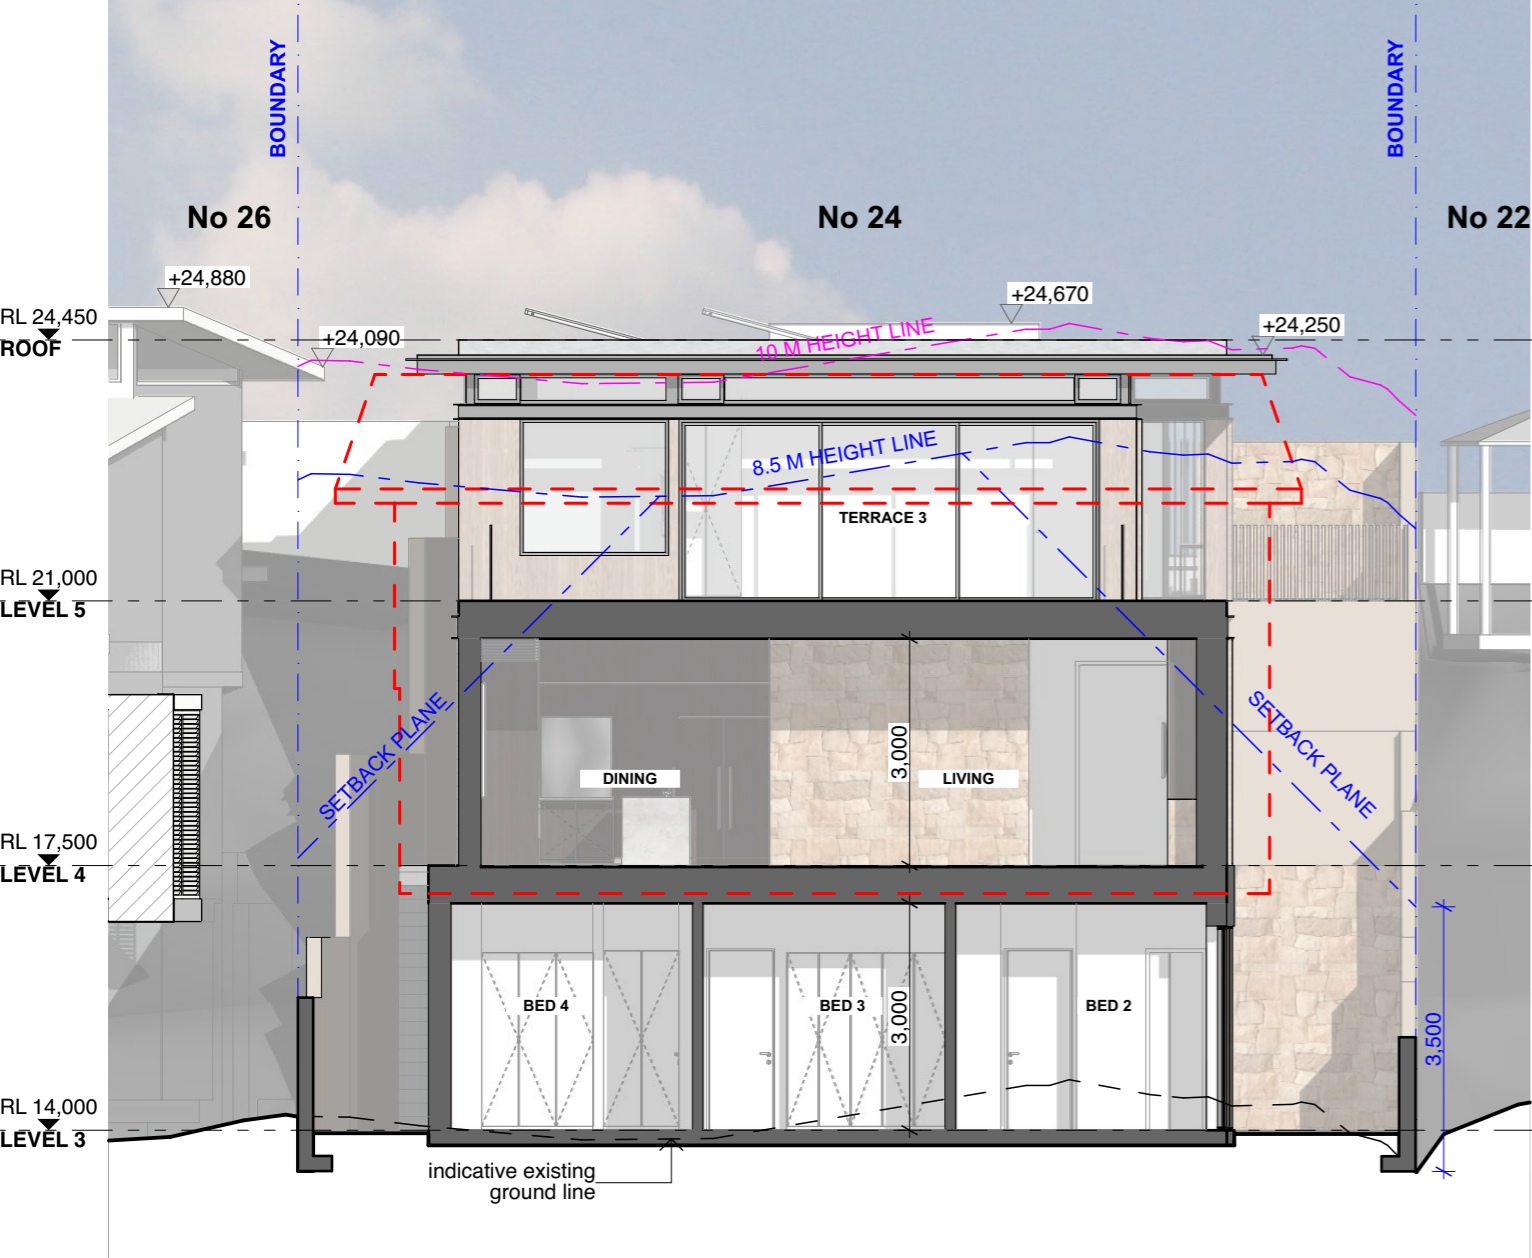 BOUNDARY
BOUNDARY
No 26
No 24
No 22
+24,880
+24,670
RL 24,450
ROOF
+24,090
+24,250
10 M HEIGHT LINE
8.5 M HEIGHT LINE
TERRACE 3
RL 21,000
LEVEL 5
SETBACK PLANE
SETBACK PLANE
3,000
DINING
LIVING
RL 17,500
LEVEL 4
BED 4
BED 3
3,000
BED 2
3,500
RL 14,000
LEVEL 3
indicative existing
ground line